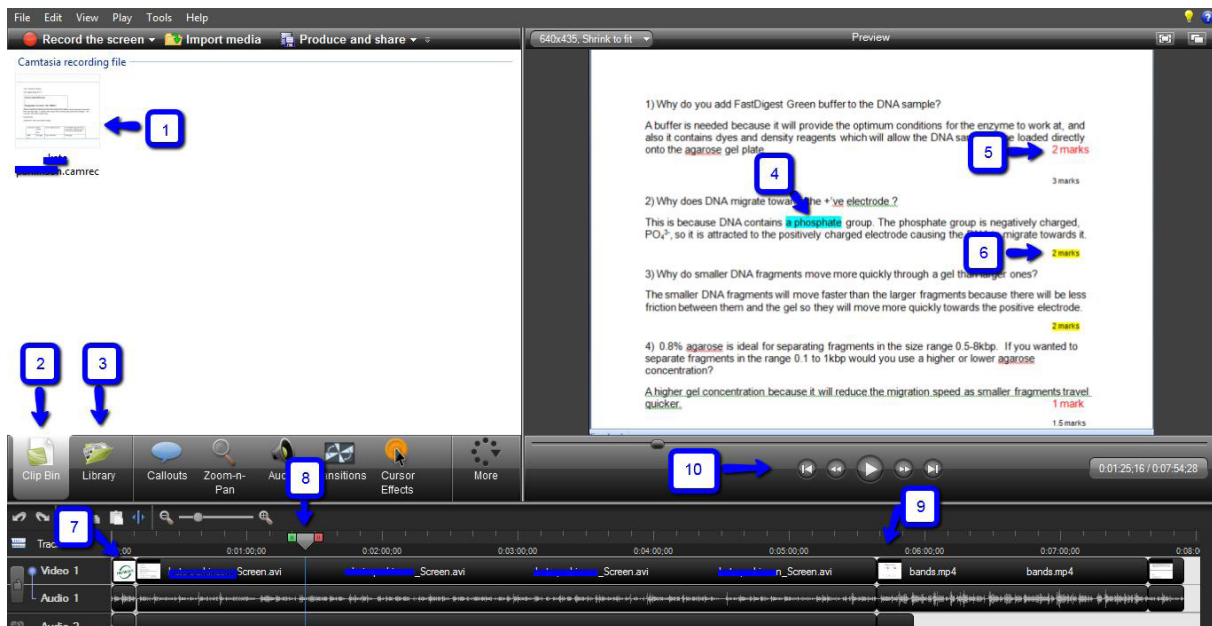 File Edit View Play Tools Help
Record the screen Import media Produce and share
640x435, Shrink to fit
Preview
Camtasia recording file
1
.camrec
2
3
1) Why do you add FastDigest Green buffer to the DNA sample?
A buffer is needed because it will provide the optimum conditions for the enzyme to work at, and
also it contains dyes and density reagents which will allow the DNA loaded directly
onto the agarose gel plate
5
2 marks
3 marks
4
2) Why does DNA migrate the +'ve electrode ?
This is because DNA contains a phosphate group. The phosphate group is negatively charged,
PO₄³⁻, so it is attracted to the positively charged electrode causing the migrate towards it.
6
2 marks
3) Why do smaller DNA fragments move more quickly through a gel than ones?
The smaller DNA fragments will move faster than the larger fragments because there will be less
friction between them and the gel so they will move more quickly towards the positive electrode.
2 marks
4) 0.8% agarose is ideal for separating fragments in the size range 0.5-8kbp. If you wanted to
separate fragments in the range 0.1 to 1kbp would you use a higher or lower agarose
concentration?
A higher gel concentration because it will reduce the migration speed as smaller fragments travel
quicker.
1 mark
1.5 marks
Clip Bin Library Callouts Zoom-n-Pan Cursor Effects More
8
10
0:01:25;16 / 0:07:54;28
7
9
0:01:00;00 0:02:00;00 0:03:00;00 0:04:00;00 0:05:00;00 0:06:00;00 0:07:00;00
Video 1 Screen.avi _Screen.avi _Screen.avi n_Screen.avi bands.mp4 bands.mp4
Audio 1